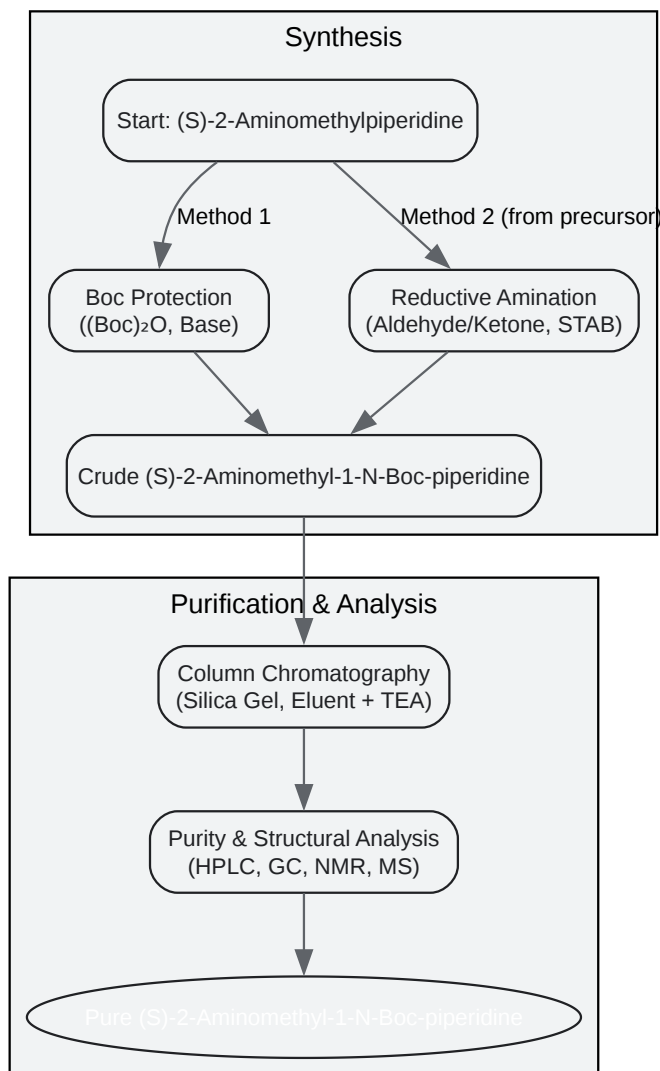 Synthesis
Start: (S)-2-Aminomethylpiperidine
Method 1
Method 2 (from precursor)
Boc Protection
((Boc)₂O, Base)
Reductive Amination
(Aldehyde/Ketone, STAB)
Crude (S)-2-Aminomethyl-1-N-Boc-piperidine
Purification & Analysis
Column Chromatography
(Silica Gel, Eluent + TEA)
Purity & Structural Analysis
(HPLC, GC, NMR, MS)
Pure (S)-2-Aminomethyl-1-N-Boc-piperidine